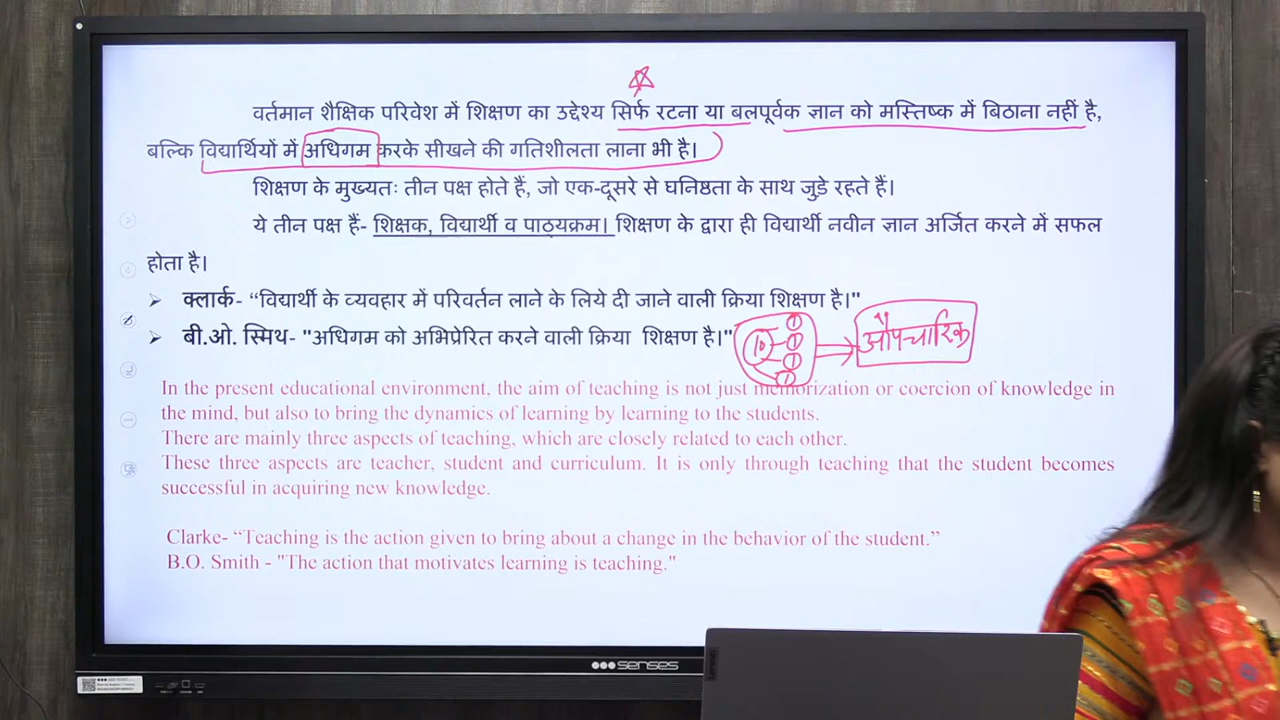 वर्तमान शैक्षिक परिवेश में शिक्षण का उद्देश्य सिर्फ रटना या बलपूर्वक ज्ञान को मस्तिष्क में बिठाना नहीं है,
बल्कि विद्यार्थियों में अधिगम करके सीखने की गतिशीलता लाना भी है।
शिक्षण के मुख्यतः तीन पक्ष होते हैं, जो एक-दूसरे से घनिष्ठता के साथ जुड़े रहते हैं।
ये तीन पक्ष हैं- शिक्षक, विद्यार्थी व पाठ्यक्रम। शिक्षण के द्वारा ही विद्यार्थी नवीन ज्ञान अर्जित करने में सफल
होता है।
➢ क्लार्क- “विद्यार्थी के व्यवहार में परिवर्तन लाने के लिये दी जाने वाली क्रिया शिक्षण है।"
➢ बी.ओ. स्मिथ- "अधिगम को अभिप्रेरित करने वाली क्रिया शिक्षण है।"
औपचारिक
In the present educational environment, the aim of teaching is not just memorization or coercion of knowledge in
the mind, but also to bring the dynamics of learning by learning to the students.
There are mainly three aspects of teaching, which are closely related to each other.
These three aspects are teacher, student and curriculum. It is only through teaching that the student becomes
successful in acquiring new knowledge.
Clarke- “Teaching is the action given to bring about a change in the behavior of the student.”
B.O. Smith - "The action that motivates learning is teaching."
senses
Lenovo